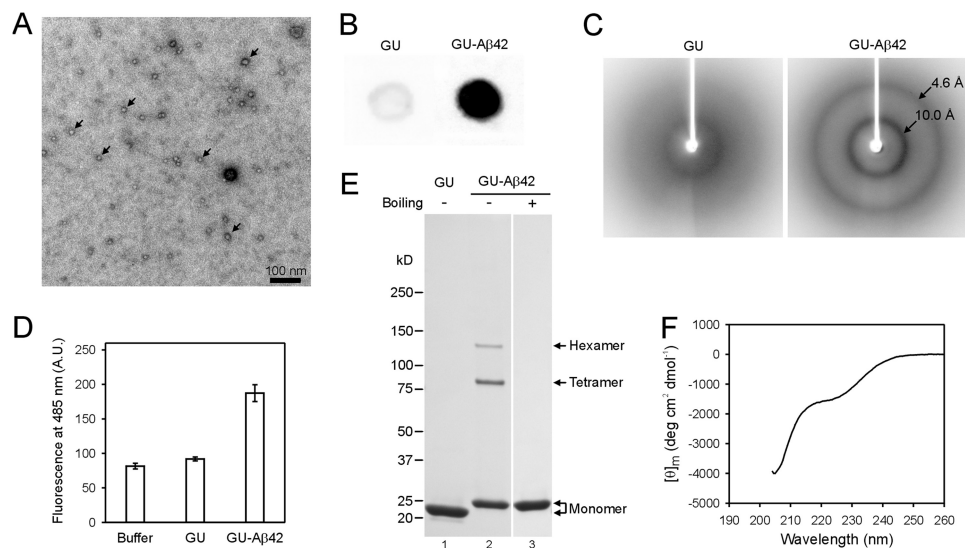 A
100 nm
B
GU GU-Aβ42
C
GU GU-Aβ42
4.6 Å
10.0 Å
D
Fluorescence at 485 nm (A.U.)
250
200
150
100
50
0
Buffer GU GU-Aβ42
E
GU GU-Aβ42
Boiling - - +
kD
250
150
100
75
50
37
25
20
Hexamer
Tetramer
Monomer
1 2 3
F
[θ]m (deg cm2 dmol-1)
1000
0
-1000
-2000
-3000
-4000
-5000
190 200 210 220 230 240 250 260
Wavelength (nm)